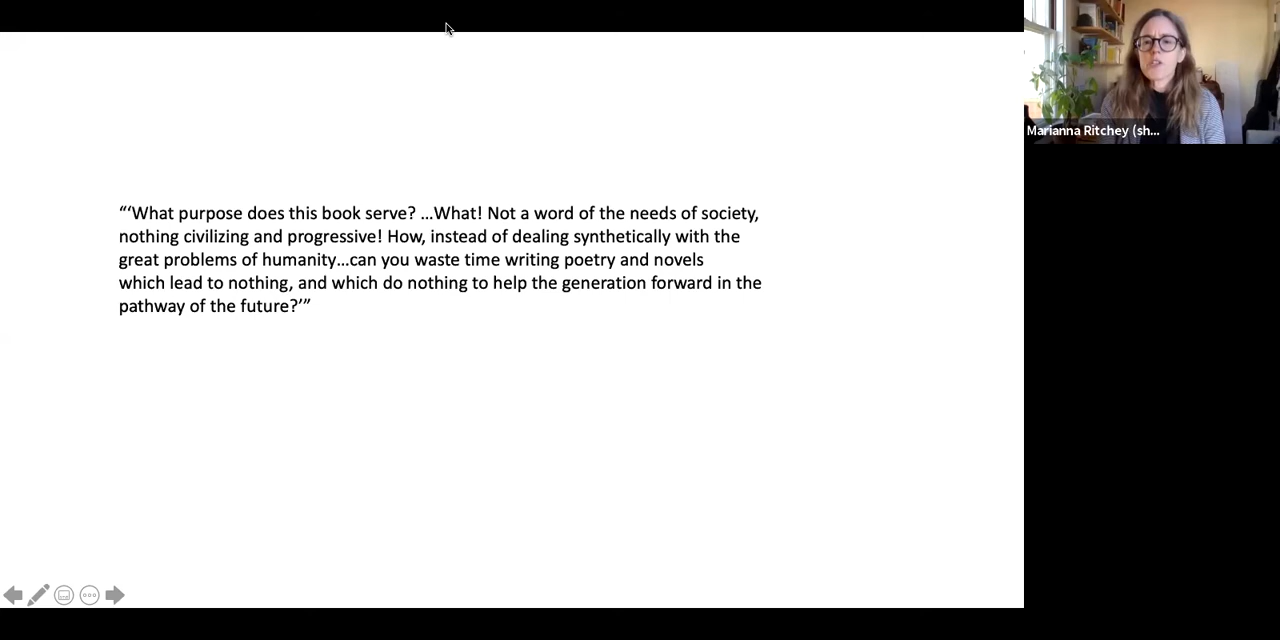 “‘What purpose does this book serve? …What! Not a word of the needs of society,
nothing civilizing and progressive! How, instead of dealing synthetically with the
great problems of humanity…can you waste time writing poetry and novels
which lead to nothing, and which do nothing to help the generation forward in the
pathway of the future?’”
Marianna Ritchey (sh...